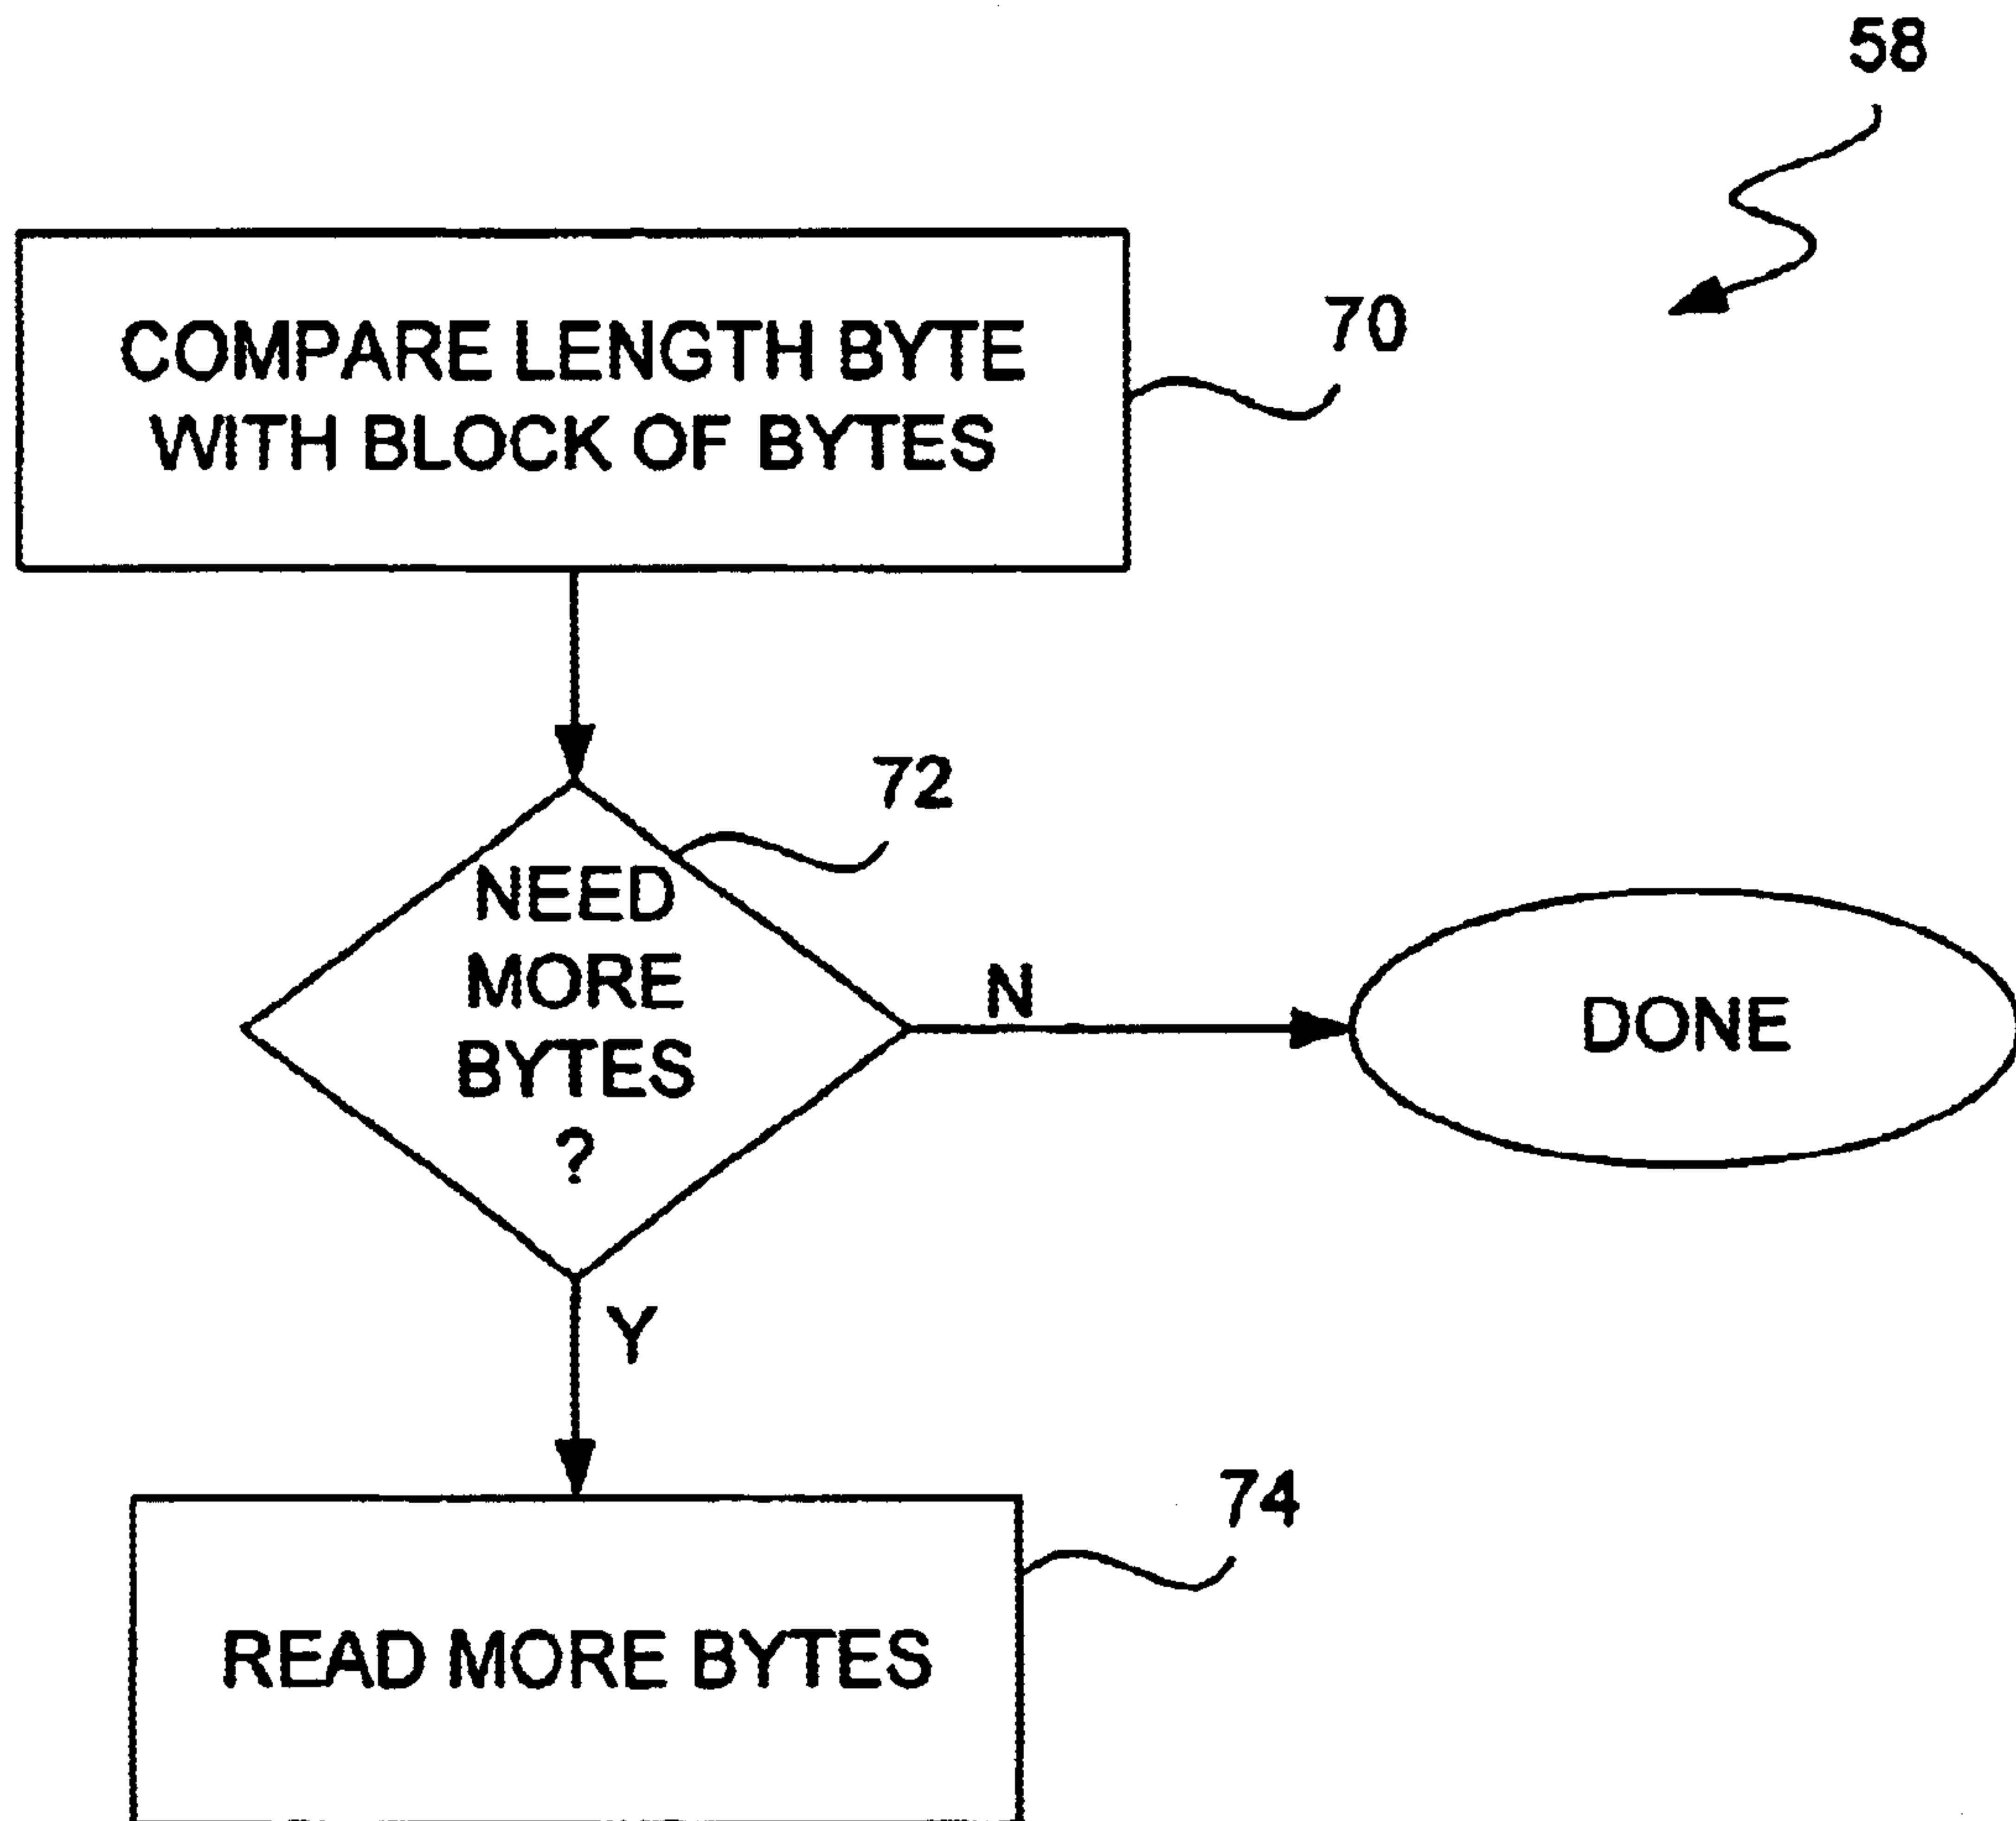 58
COMPARE LENGTH BYTE
WITH BLOCK OF BYTES
70
72
NEED
MORE
BYTES
?
N
DONE
Y
74
READ MORE BYTES